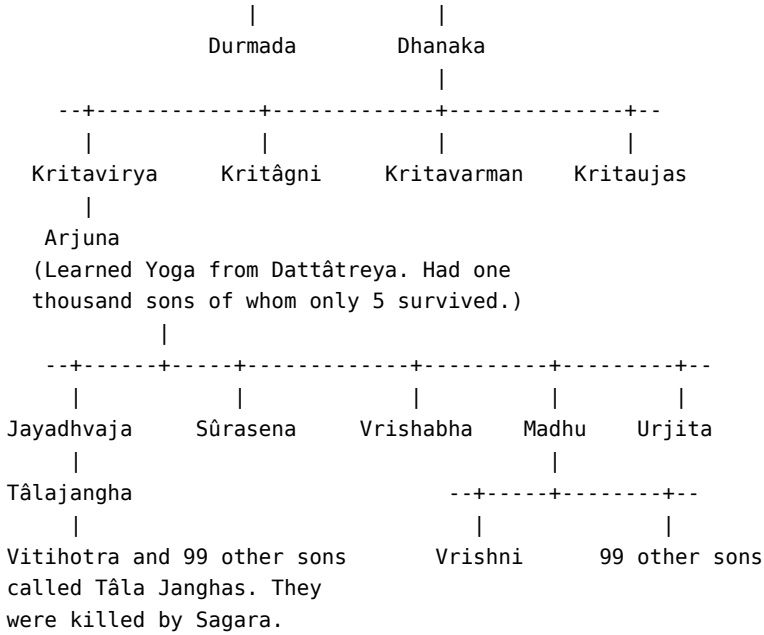 Durmada Dhanaka
Kritavirya Kritâgni Kritavarman Kritaujas
Arjuna
(Learned Yoga from Dattâtreya. Had one
thousand sons of whom only 5 survived.)
Jayadhvaja Sûrasena Vrishabha Madhu Urjita
Tâlajangha
Vitihotra and 99 other sons Vrishni 99 other sons
called Tâla Janghas. They
were killed by Sagara.